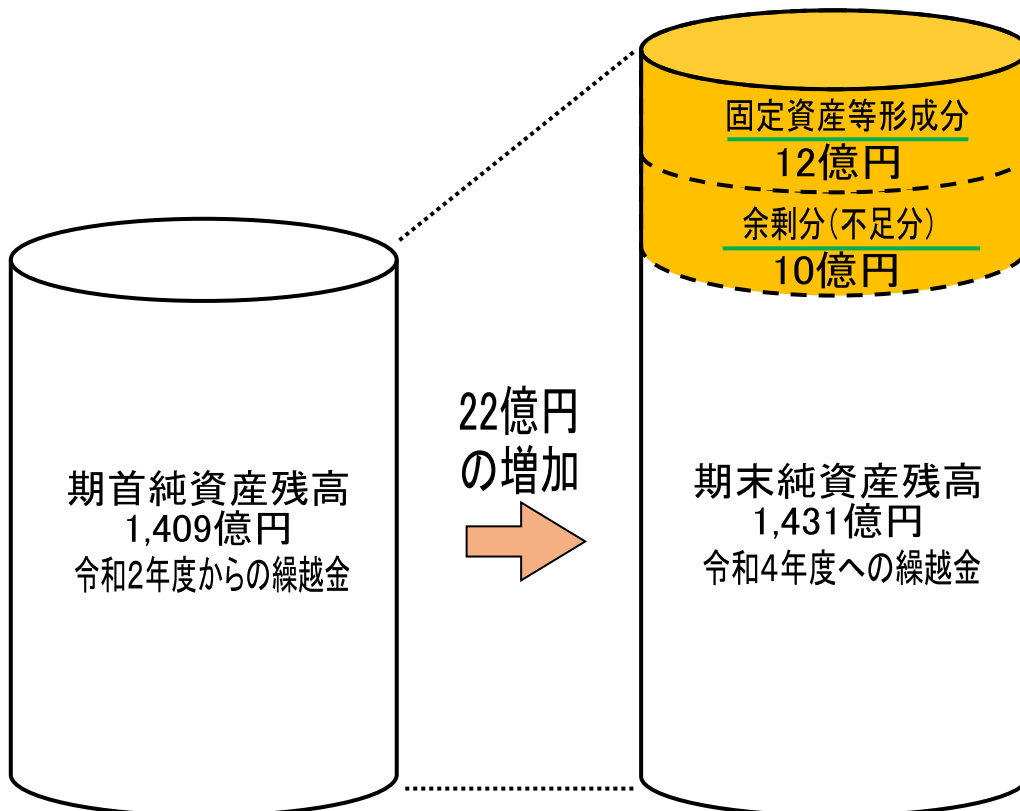 期首純資産残高
1,409億円
令和2年度からの繰越金
22億円
の増加
固定資産等形成分
12億円
余剰分(不足分)
10億円
期末純資産残高
1,431億円
令和4年度への繰越金